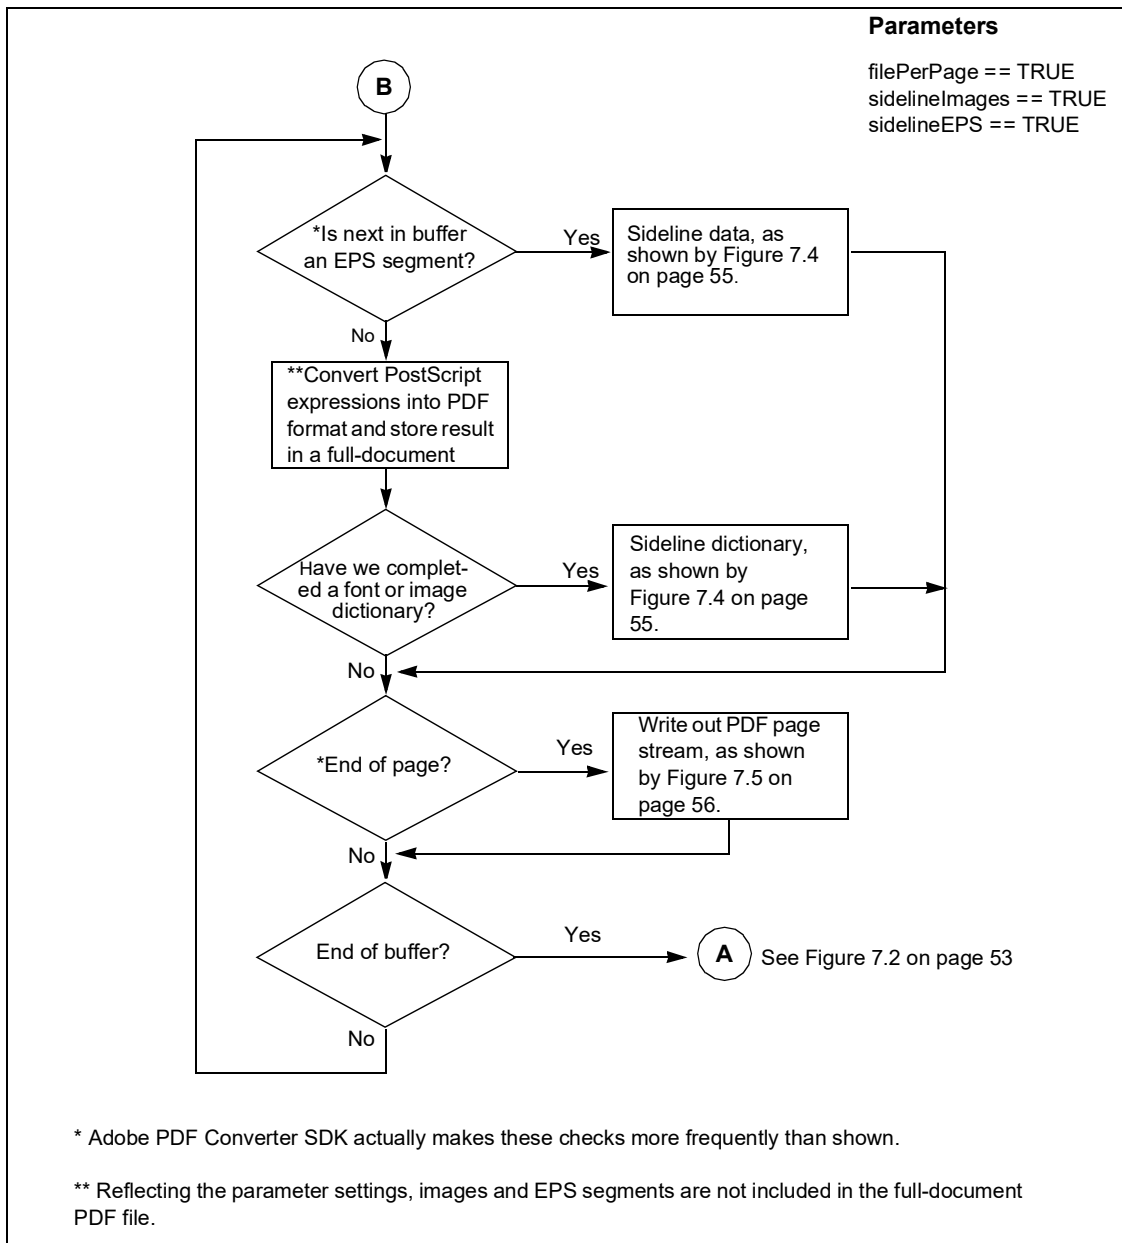 Parameters
filePerPage == TRUE
sidelineImages == TRUE
sidelineEPS == TRUE
B
*Is next in buffer
an EPS segment?
Yes
Sideline data, as
shown by Figure 7.4
on page 55.
No
**Convert PostScript
expressions into PDF
format and store result
in a full-document
Have we complet-
ed a font or image
dictionary?
Yes
Sideline dictionary,
as shown by
Figure 7.4 on page
55.
No
*End of page?
Yes
Write out PDF page
stream, as shown
by Figure 7.5 on
page 56.
No
End of buffer?
Yes
A
See Figure 7.2 on page 53
No
* Adobe PDF Converter SDK actually makes these checks more frequently than shown.
** Reflecting the parameter settings, images and EPS segments are not included in the full-document
PDF file.